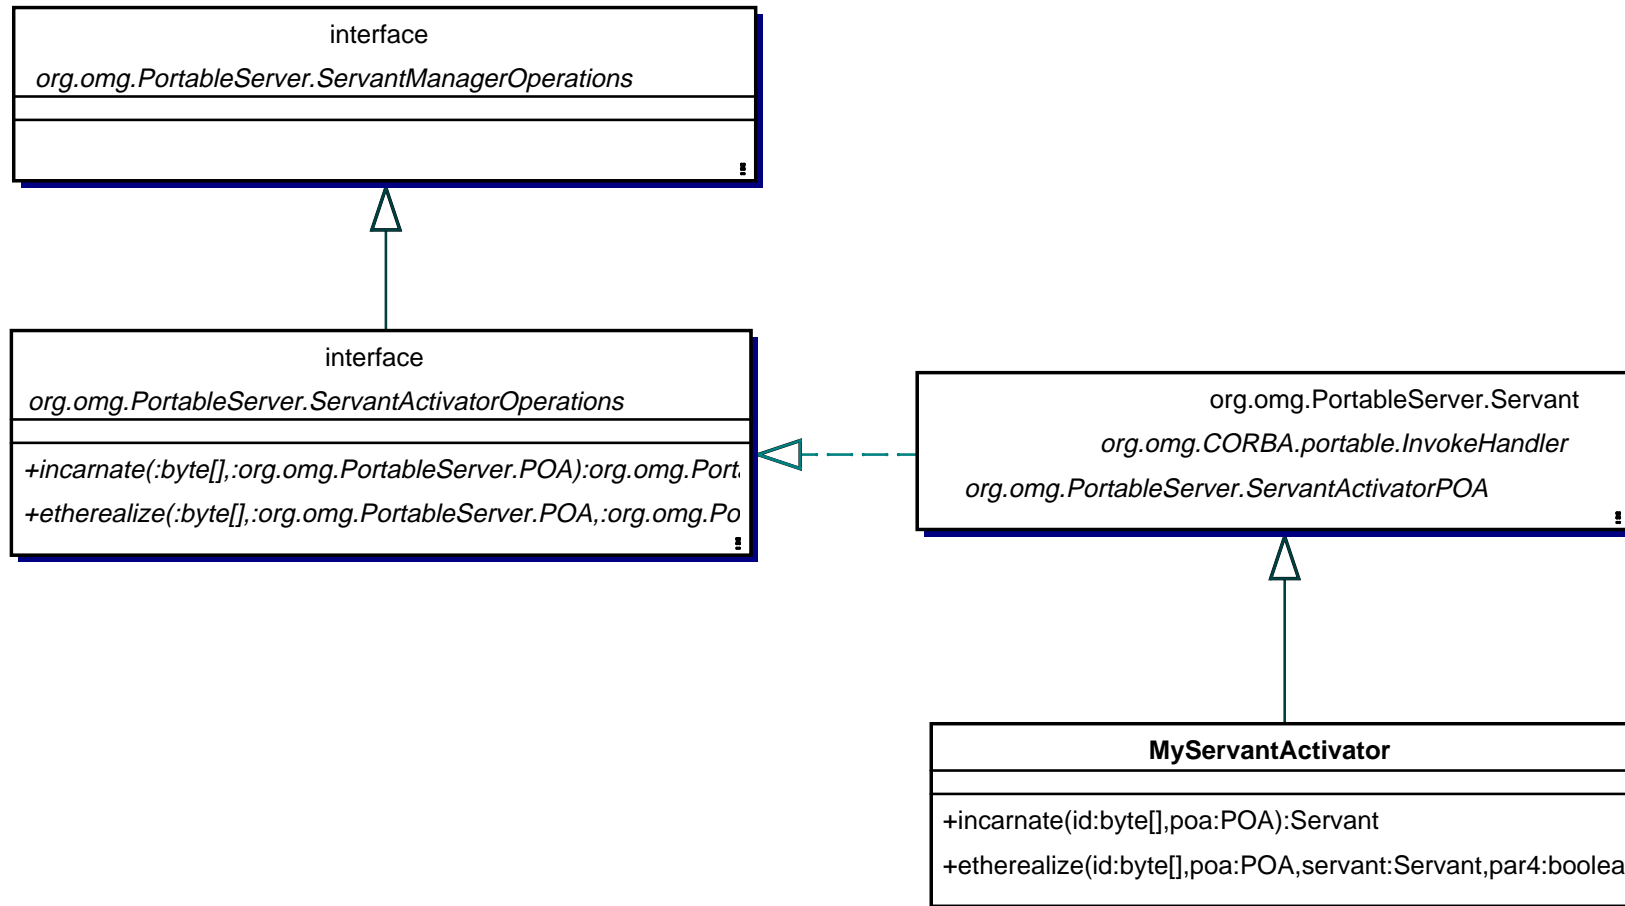 interface
org.omg.PortableServer.ServantManagerOperations
interface
org.omg.PortableServer.ServantActivatorOperations
+incarnate(:byte[],:org.omg.PortableServer.POA):org.omg.Porta
+etherealize(:byte[],:org.omg.PortableServer.POA,:org.omg.Po
org.omg.PortableServer.Servant
org.omg.CORBA.portable.InvokeHandler
org.omg.PortableServer.ServantActivatorPOA
MyServantActivator
+incarnate(id:byte[],poa:POA):Servant
+etherealize(id:byte[],poa:POA,servant:Servant,par4:boolea